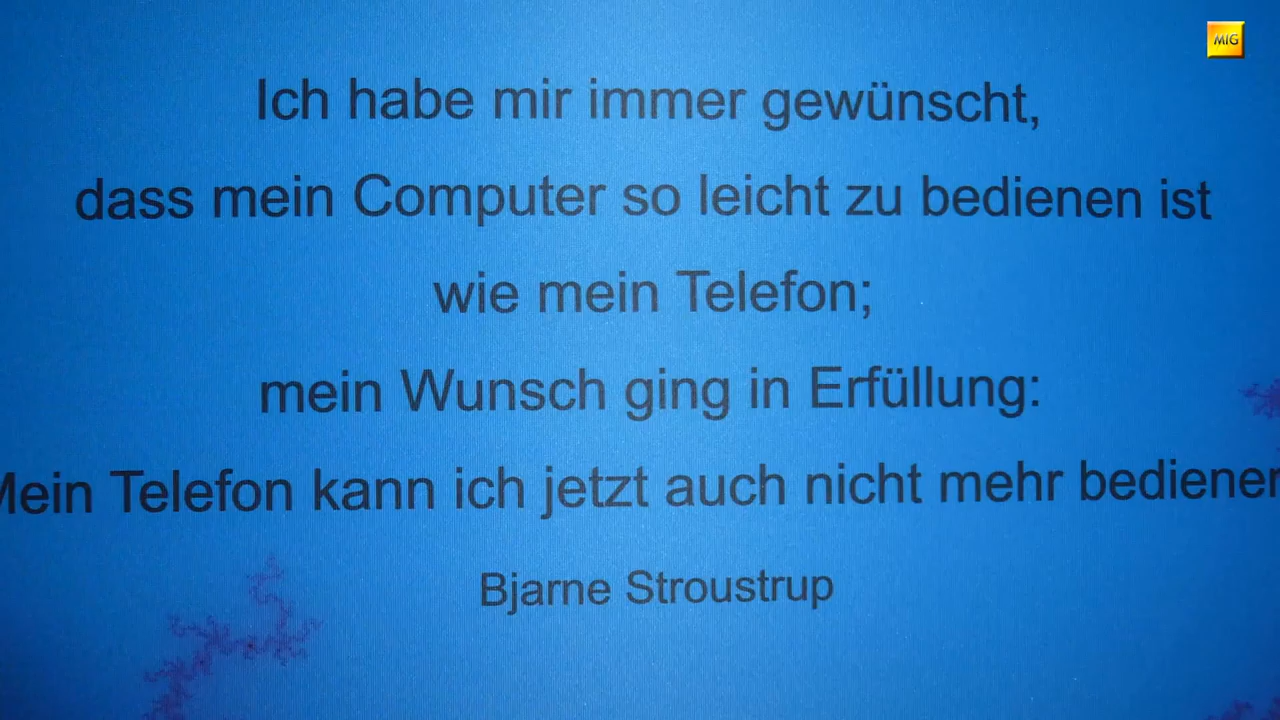 MIG
Ich habe mir immer gewünscht,
dass mein Computer so leicht zu bedienen ist
wie mein Telefon;
mein Wunsch ging in Erfüllung:
Mein Telefon kann ich jetzt auch nicht mehr bedienen
Bjarne Stroustrup